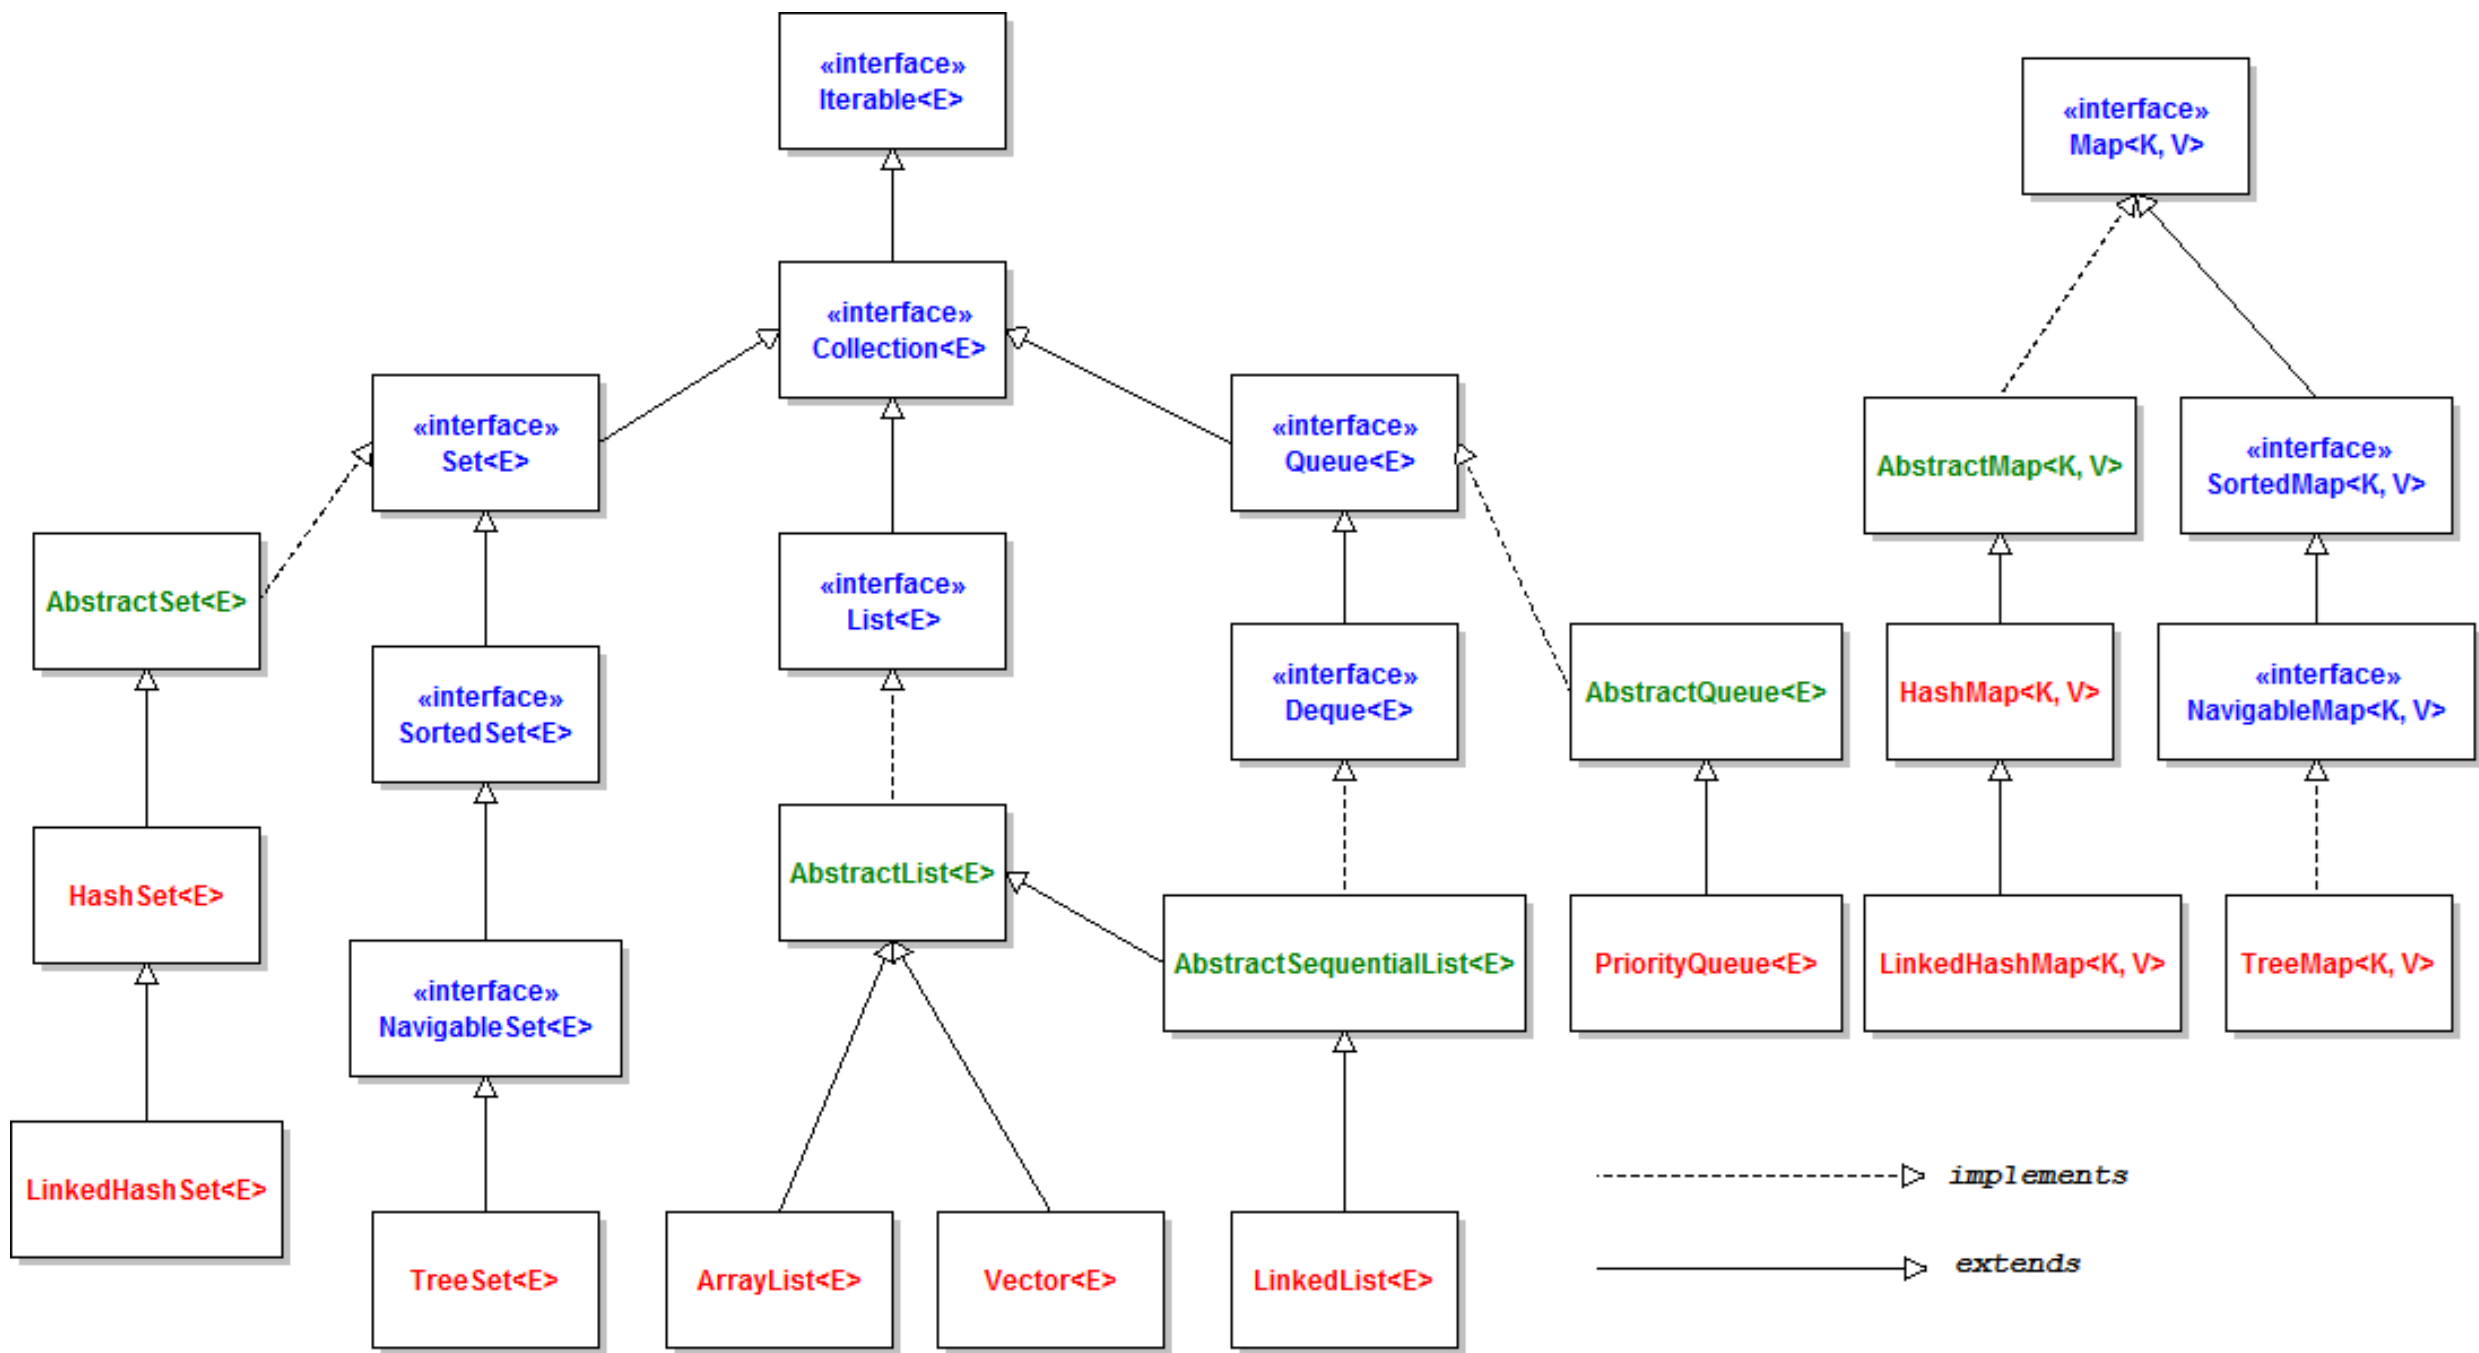 «interface»
Iterable<E>
«interface»
Map<K, V>
«interface»
Collection<E>
«interface»
Set<E>
«interface»
Queue<E>
AbstractMap<K, V>
«interface»
SortedMap<K, V>
AbstractSet<E>
«interface»
List<E>
«interface»
SortedSet<E>
«interface»
Deque<E>
AbstractQueue<E>
HashMap<K, V>
«interface»
NavigableMap<K, V>
HashSet<E>
AbstractList<E>
«interface»
NavigableSet<E>
AbstractSequentialList<E>
PriorityQueue<E>
LinkedHashMap<K, V>
TreeMap<K, V>
LinkedHashSet<E>
TreeSet<E>
ArrayList<E>
Vector<E>
LinkedList<E>
implements
extends